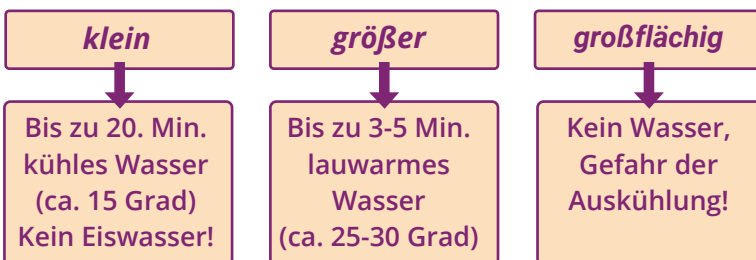 klein
Bis zu 20. Min.
kühles Wasser
(ca. 15 Grad)
Kein Eiswasser!
größer
Bis zu 3-5 Min.
lauwarmes
Wasser
(ca. 25-30 Grad)
großflächig
Kein Wasser,
Gefahr der
Auskühlung!